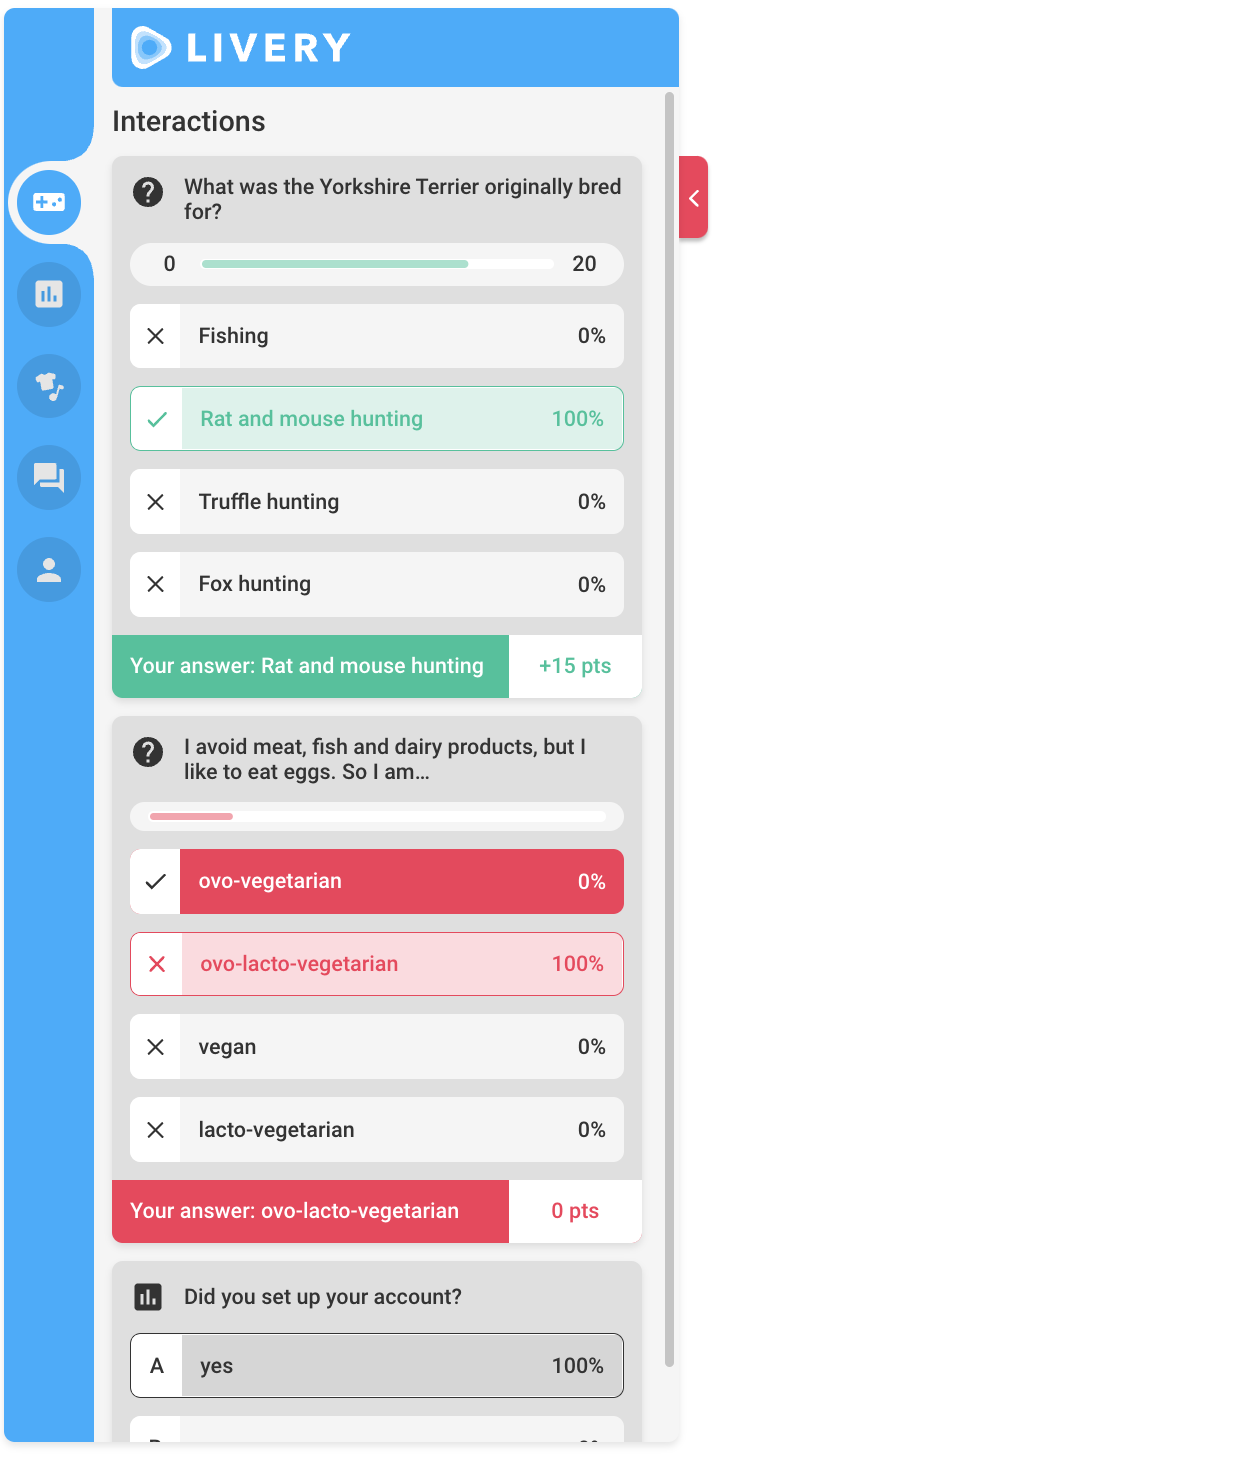 LIVERY
Interactions
What was the Yorkshire Terrier originally bred
for?
0 20
Fishing 0%
Rat and mouse hunting 100%
Truffle hunting 0%
Fox hunting 0%
Your answer: Rat and mouse hunting +15 pts
I avoid meat, fish and dairy products, but I
like to eat eggs. So I am...
ovo-vegetarian 0%
ovo-lacto-vegetarian 100%
vegan 0%
lacto-vegetarian 0%
Your answer: ovo-lacto-vegetarian 0 pts
Did you set up your account?
A yes 100%